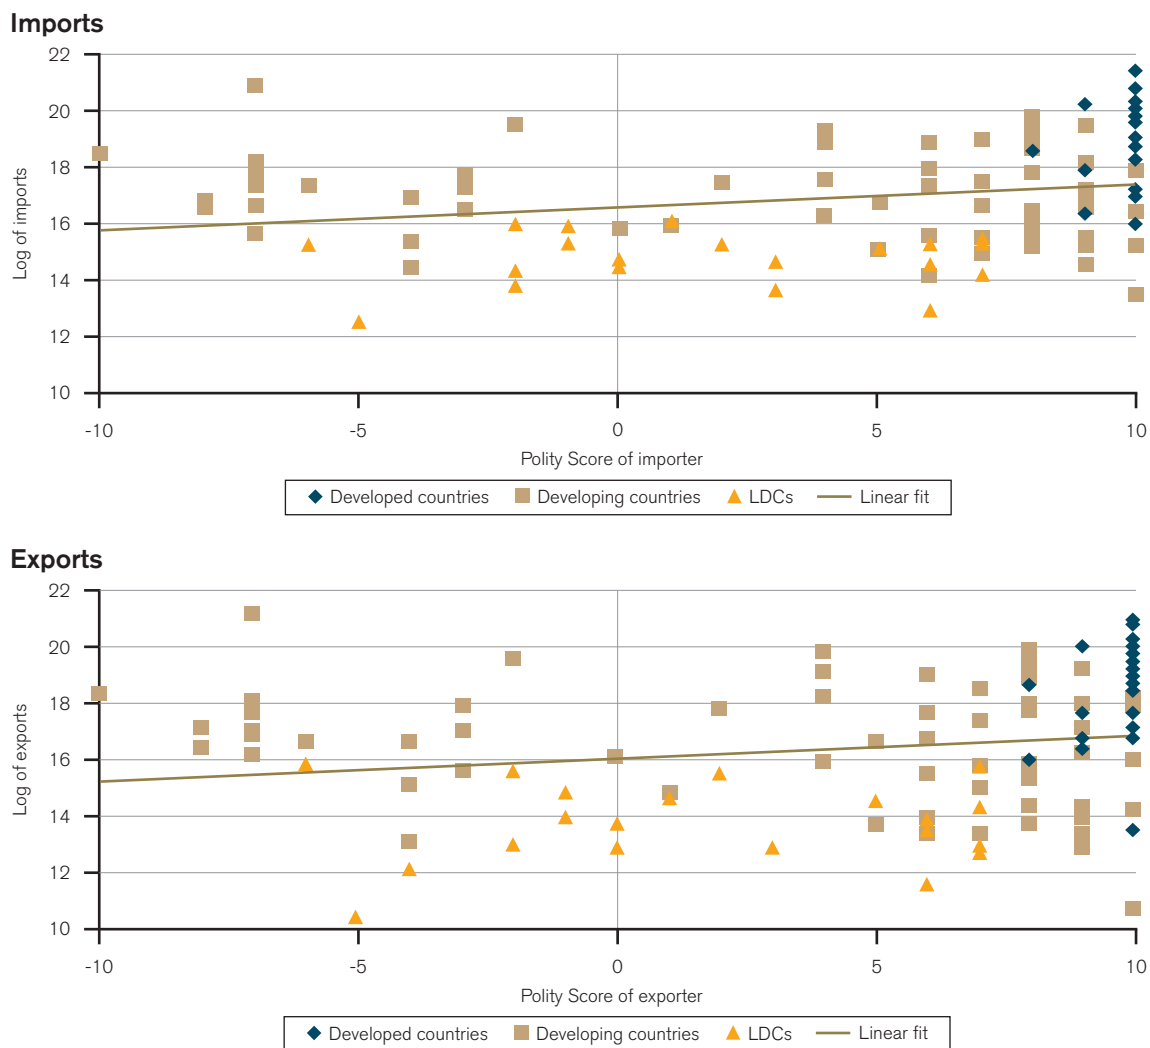 Imports
22
20
18
16
14
12
10
Log of imports
-10 -5 0 5 10
Polity Score of importer
Developed countries Developing countries LDCs Linear fit
Exports
22
20
18
16
14
12
10
Log of exports
-10 -5 0 5 10
Polity Score of exporter
Developed countries Developing countries LDCs Linear fit